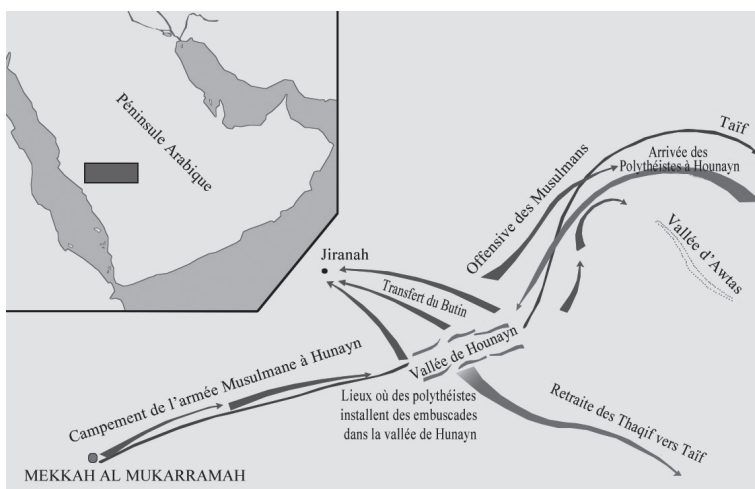 Péninsule Arabique
Taïf
Arrivée des
Polythéistes à Hounayn
Offensive des Musulmans
Vallée d'Awtas
Jiranah
Transfert du Butin
Vallée de Hounayn
Campement de l'armée Musulmane à Hunayn
Lieux où des polythéistes
installent des embuscades
dans la vallée de Hunayn
Retraite des Thaqif vers Taïf
MEKKAH AL MUKARRAMAH